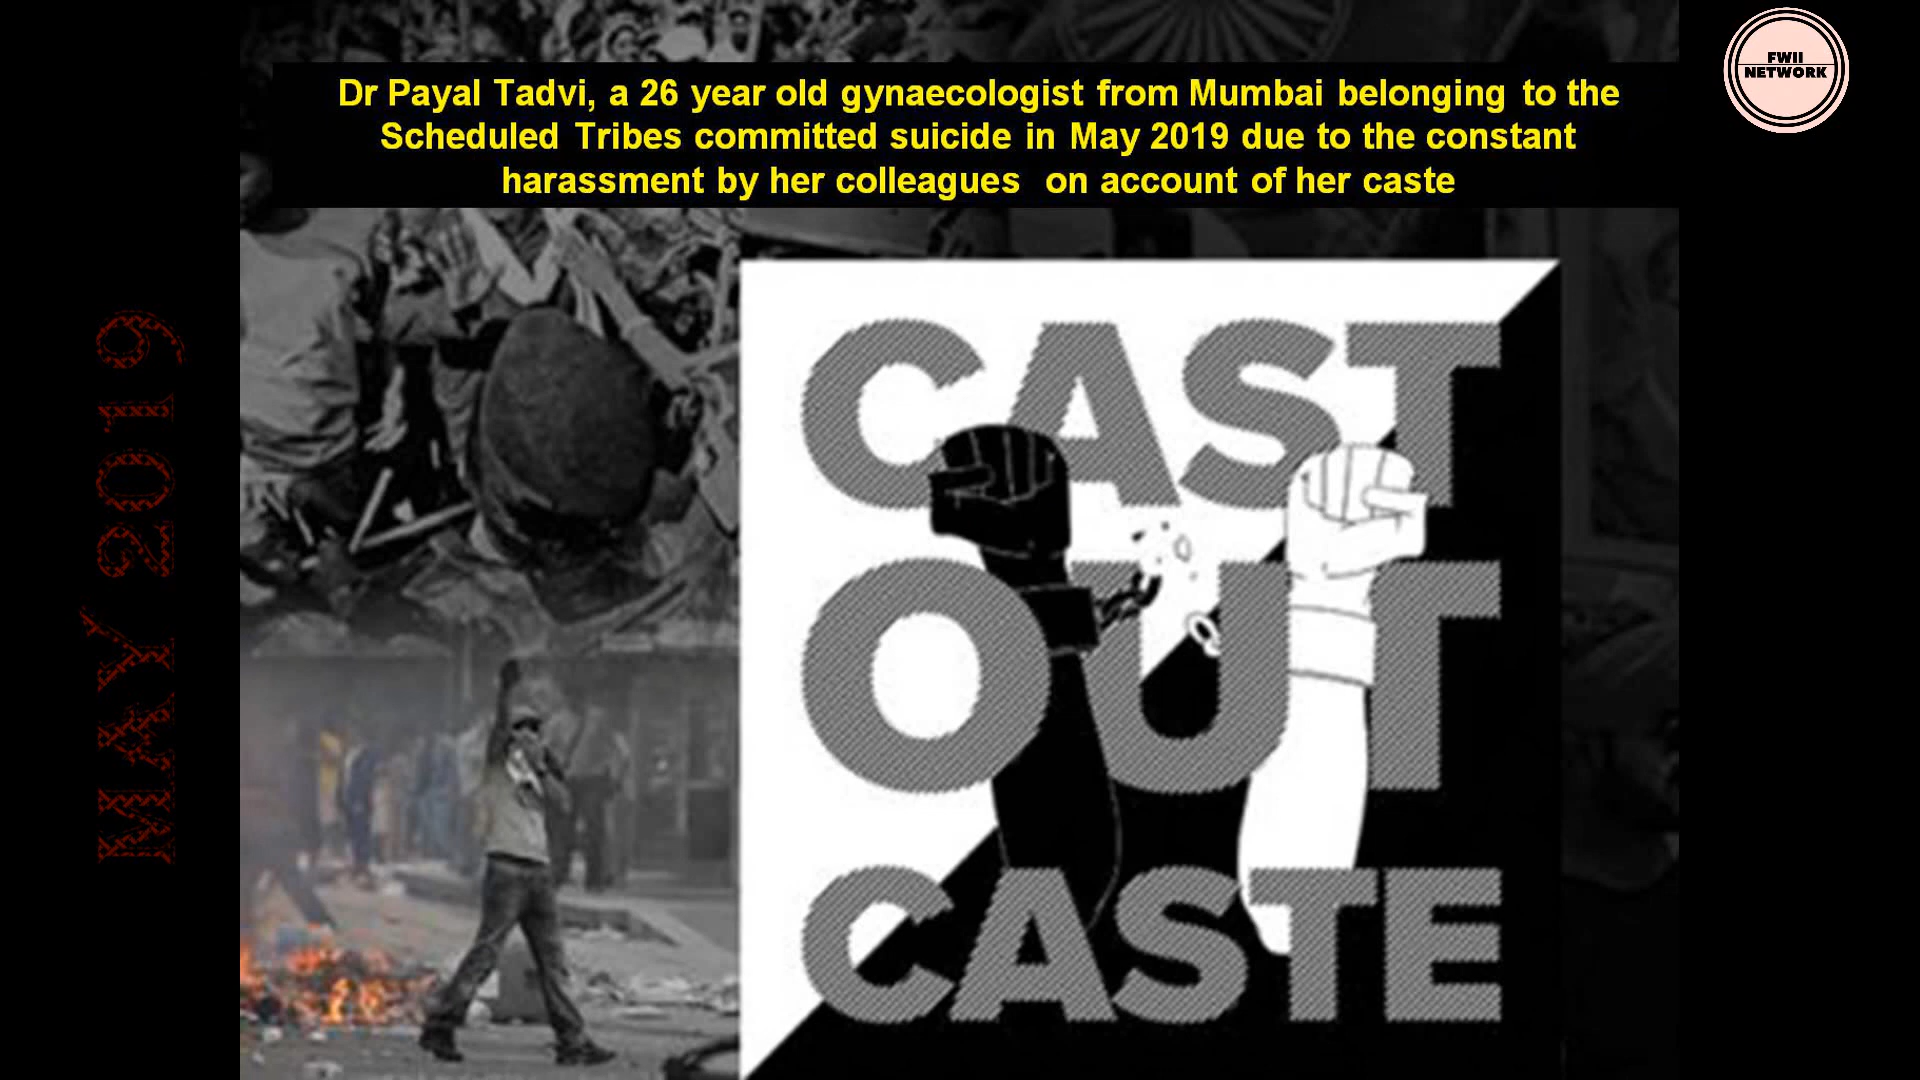 Dr Payal Tadvi, a 26 year old gynaecologist from Mumbai belonging to the
Scheduled Tribes committed suicide in May 2019 due to the constant
harassment by her colleagues  on account of her caste
FWII
NETWORK
MAY 2019
CAST
OUT
CASTE